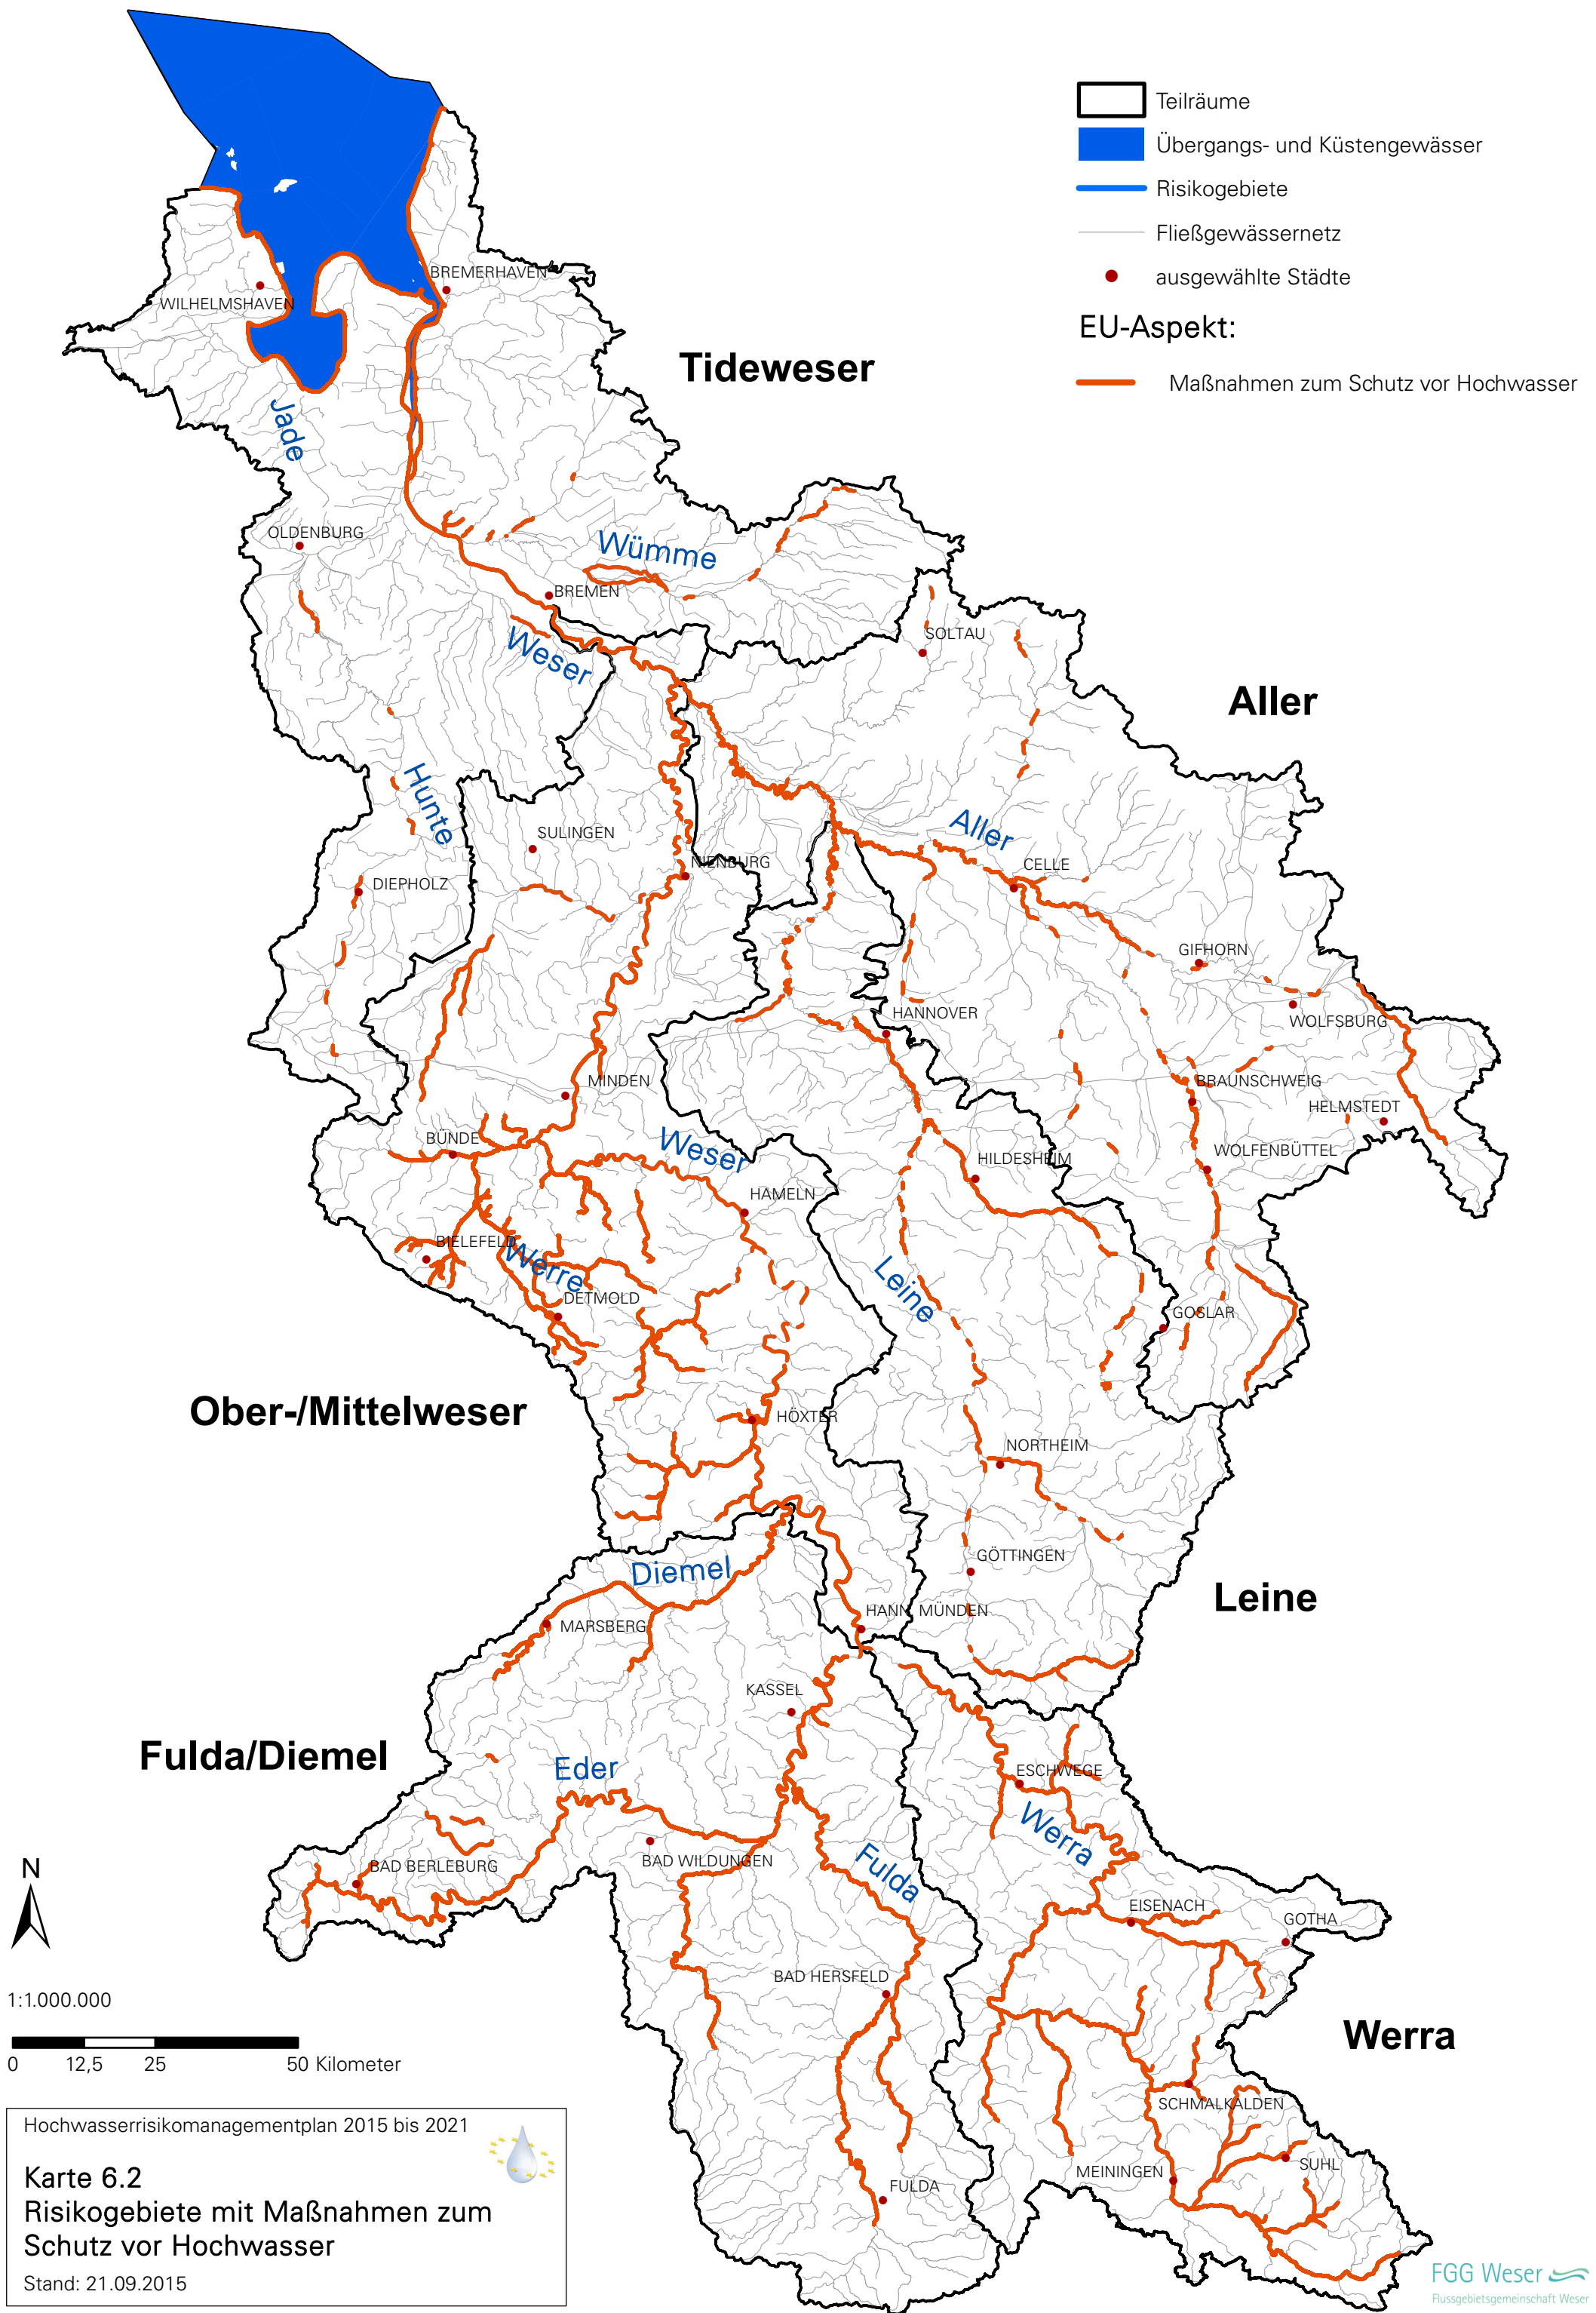 Teilräume
Übergangs- und Küstengewässer
Risikogebiete
Fließgewässernetz
ausgewählte Städte
EU-Aspekt:
Maßnahmen zum Schutz vor Hochwasser
BREMERHAVEN
WILHELMSHAVEN
Tideweser
Jade
OLDENBURG
Wümme
BREMEN
SOLTAU
Weser
Aller
Hunte
Aller
SULINGEN
NIENBURG
CELLE
DIEPHOLZ
GIFHORN
HANNOVER
WOLFSBURG
MINDEN
BRAUNSCHWEIG
HELMSTEDT
BÜNDE
Weser
WOLFENBÜTTEL
HILDESHEIM
HAMELN
BIELEFELD
Werre
Leine
DETMOLD
GOSLAR
Ober-/Mittelweser
HÖXTER
NORTHEIM
GÖTTINGEN
Diemel
Leine
HANN. MÜNDEN
MARSBERG
KASSEL
Fulda/Diemel
Eder
ESCHWEGE
Werra
BAD WILDUNGEN
BAD BERLEBURG
Fulda
N
EISENACH
GOTHA
BAD HERSFELD
1:1.000.000
Werra
0 12,5 25 50 Kilometer
SCHMALKALDEN
SUHL
MEININGEN
FULDA
Hochwasserrisikomanagementplan 2015 bis 2021
Karte 6.2
Risikogebiete mit Maßnahmen zum
Schutz vor Hochwasser
Stand: 21.09.2015
FGG Weser
Flussgebietsgemeinschaft Weser